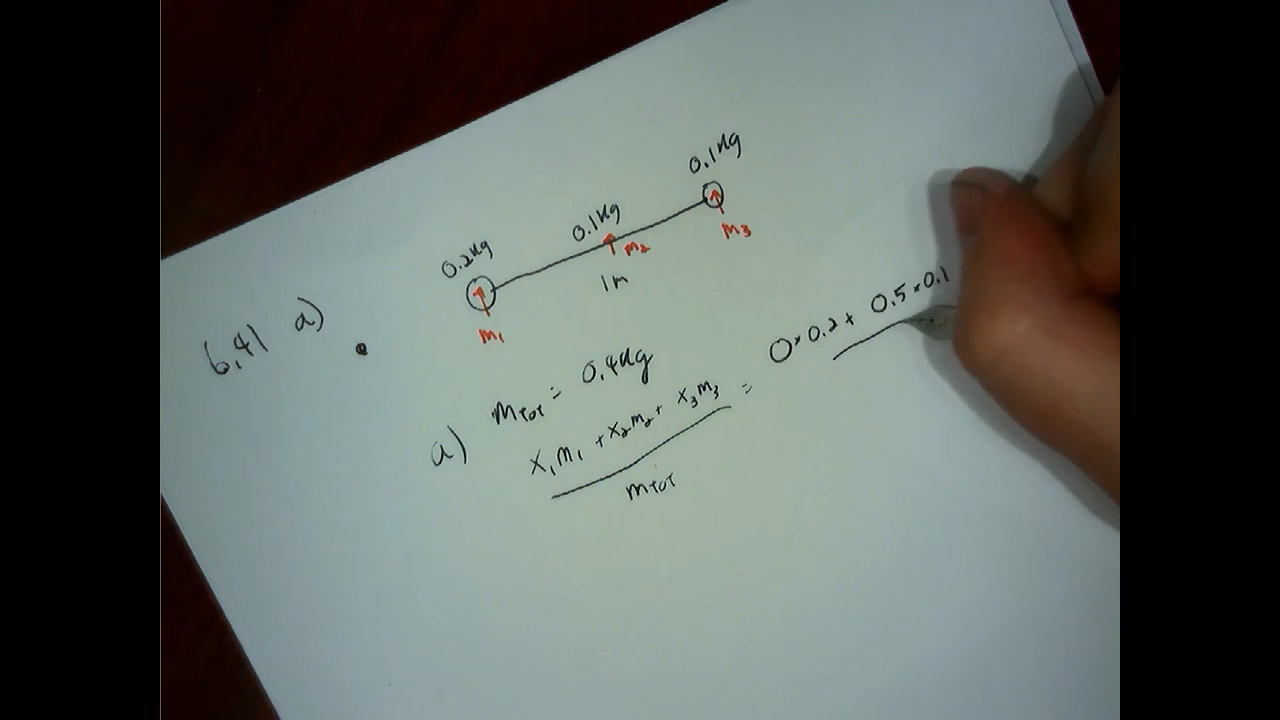 6,41 a)
0.2Kg
0.1Kg
0.1Kg
m₁
m₂
m₃
1m
mTOT = 0,4Kg
a) x₁m₁ + x₂m₂ + x₃m₃ = 0×0.2 + 0.5×0.1
mTOT